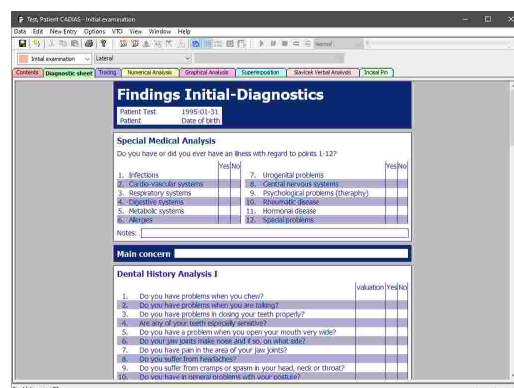 Test, Patient CADIAS - Initial examination
Date Edit New Entry Options VTO View Window Help
Normal
Initial examination Lateral
Contents Diagnostic sheet Tracing Numerical Analysis Graphical Analysis Superimposition Slavicek Verbal Analysis Incisal Pin
Findings Initial-Diagnostics
Patient Test 1995-01-31
Patient Date of birth
Special Medical Analysis
Do you have or did you ever have an illness with regard to points 1-12?
Yes No Yes No
1. Infections 7. Urogenital problems
2. Cardio-vascular systems 8. Central nervous systems
3. Respiratory systems 9. Psychological problems (theraphy)
4. Digestive systems 10. Rheumatic disease
5. Metabolic systems 11. Hormonal disease
6. Allergies 12. Special problems
Notes:
Main concern
Dental History Analysis I
valuation Yes No
1. Do you have problems when you chew?
2. Do you have problems when you are talking?
3. Do you have problems in closing your teeth properly?
4. Are any of your teeth especially sensitive?
5. Do you have a problem when you open your mouth very wide?
6. Do your jaw joints make noise and if so, on what side?
7. Do you have pain in the area of your jaw joints?
8. Do you suffer from headaches?
9. Do you suffer from cramps or spasm in your head, neck or throat?
10. Do you have in general problems with your posture?